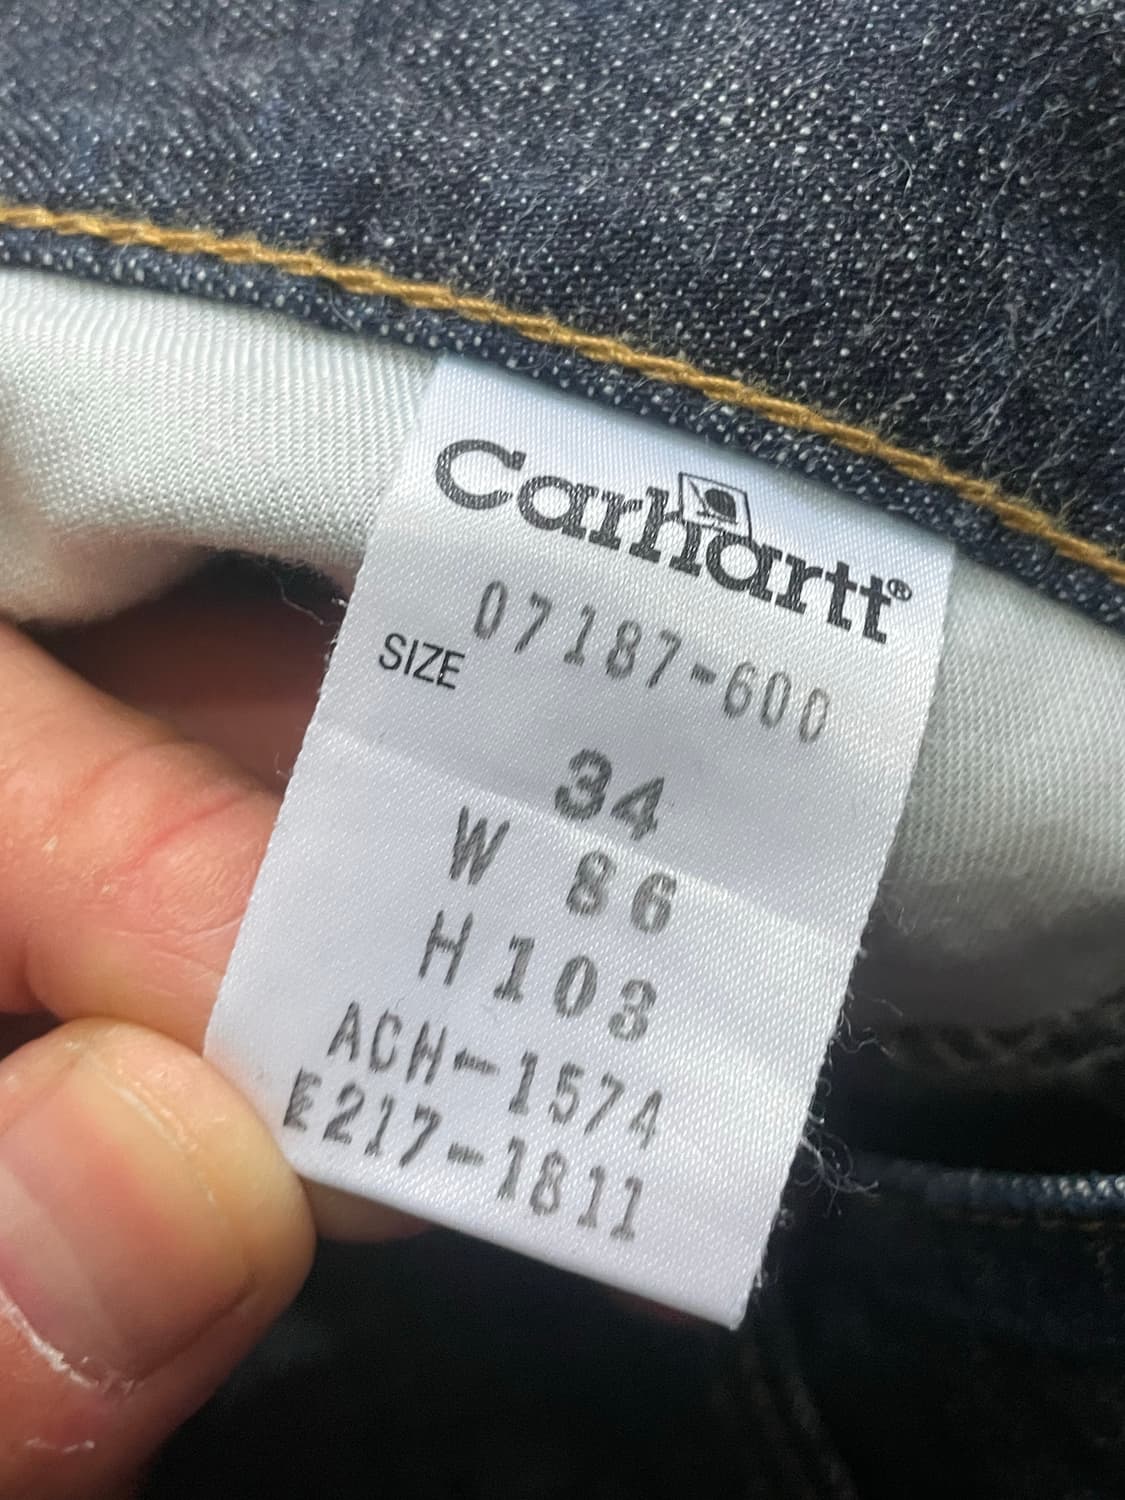 Carhartt®
07187-600
SIZE
34
W 86
H 103
ACH-1574
E217-1811